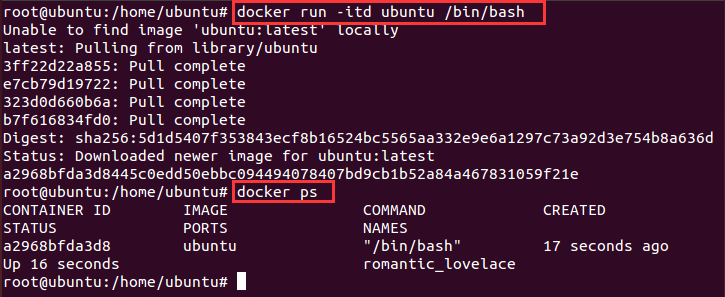 root@ubuntu:/home/ubuntu# docker run -itd ubuntu /bin/bash
Unable to find image 'ubuntu:latest' locally
latest: Pulling from library/ubuntu
3ff22d22a855: Pull complete
e7cb79d19722: Pull complete
323d0d660b6a: Pull complete
b7f616834fd0: Pull complete
Digest: sha256:5d1d5407f353843ecf8b16524bc5565aa332e9e6a1297c73a92d3e754b8a636d
Status: Downloaded newer image for ubuntu:latest
a2968bfda3d8445c0edd50ebbc094494078407bd9cb1b52a84a467831059f21e
root@ubuntu:/home/ubuntu# docker ps
CONTAINER ID IMAGE COMMAND CREATED
STATUS PORTS NAMES
a2968bfda3d8 ubuntu "/bin/bash" 17 seconds ago
Up 16 seconds romantic_lovelace
root@ubuntu:/home/ubuntu#